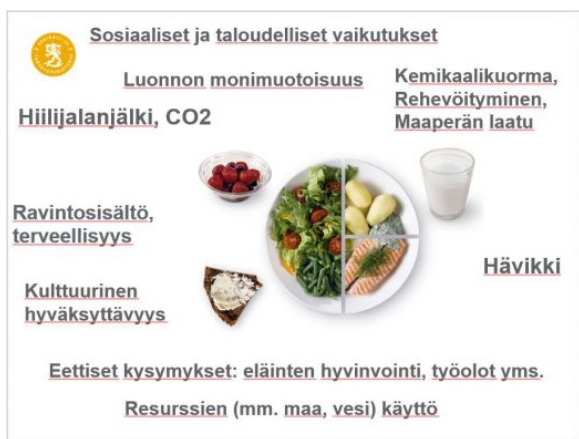 Sosiaaliset ja taloudelliset vaikutukset
Luonnon monimuotoisuus
Kemikaalikuorma,
Rehevöityminen,
Maaperän laatu
Hiilijalanjälki, CO2
Ravintosisältö,
terveellisyys
Hävikki
Kulttuurinen
hyväksyttävyys
Eettiset kysymykset: eläinten hyvinvointi, työolot yms.
Resurssien (mm. maa, vesi) käyttö